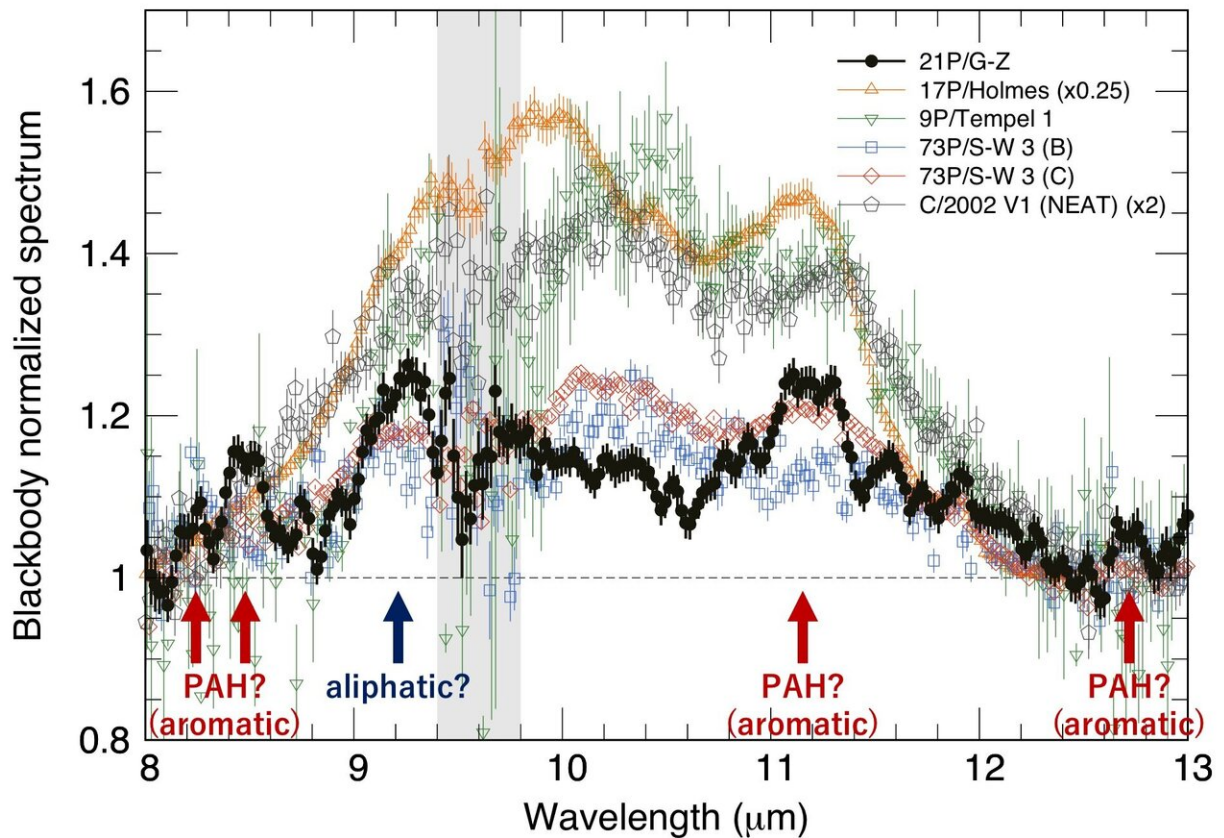 Blackbody normalized spectrum
1.6
1.4
1.2
1
0.8
21P/G-Z
17P/Holmes (x0.25)
9P/Tempel 1
73P/S-W 3 (B)
73P/S-W 3 (C)
C/2002 V1 (NEAT) (x2)
PAH?
(aromatic)
aliphatic?
PAH?
(aromatic)
PAH?
(aromatic)
8 9 10 11 12 13
Wavelength (μm)